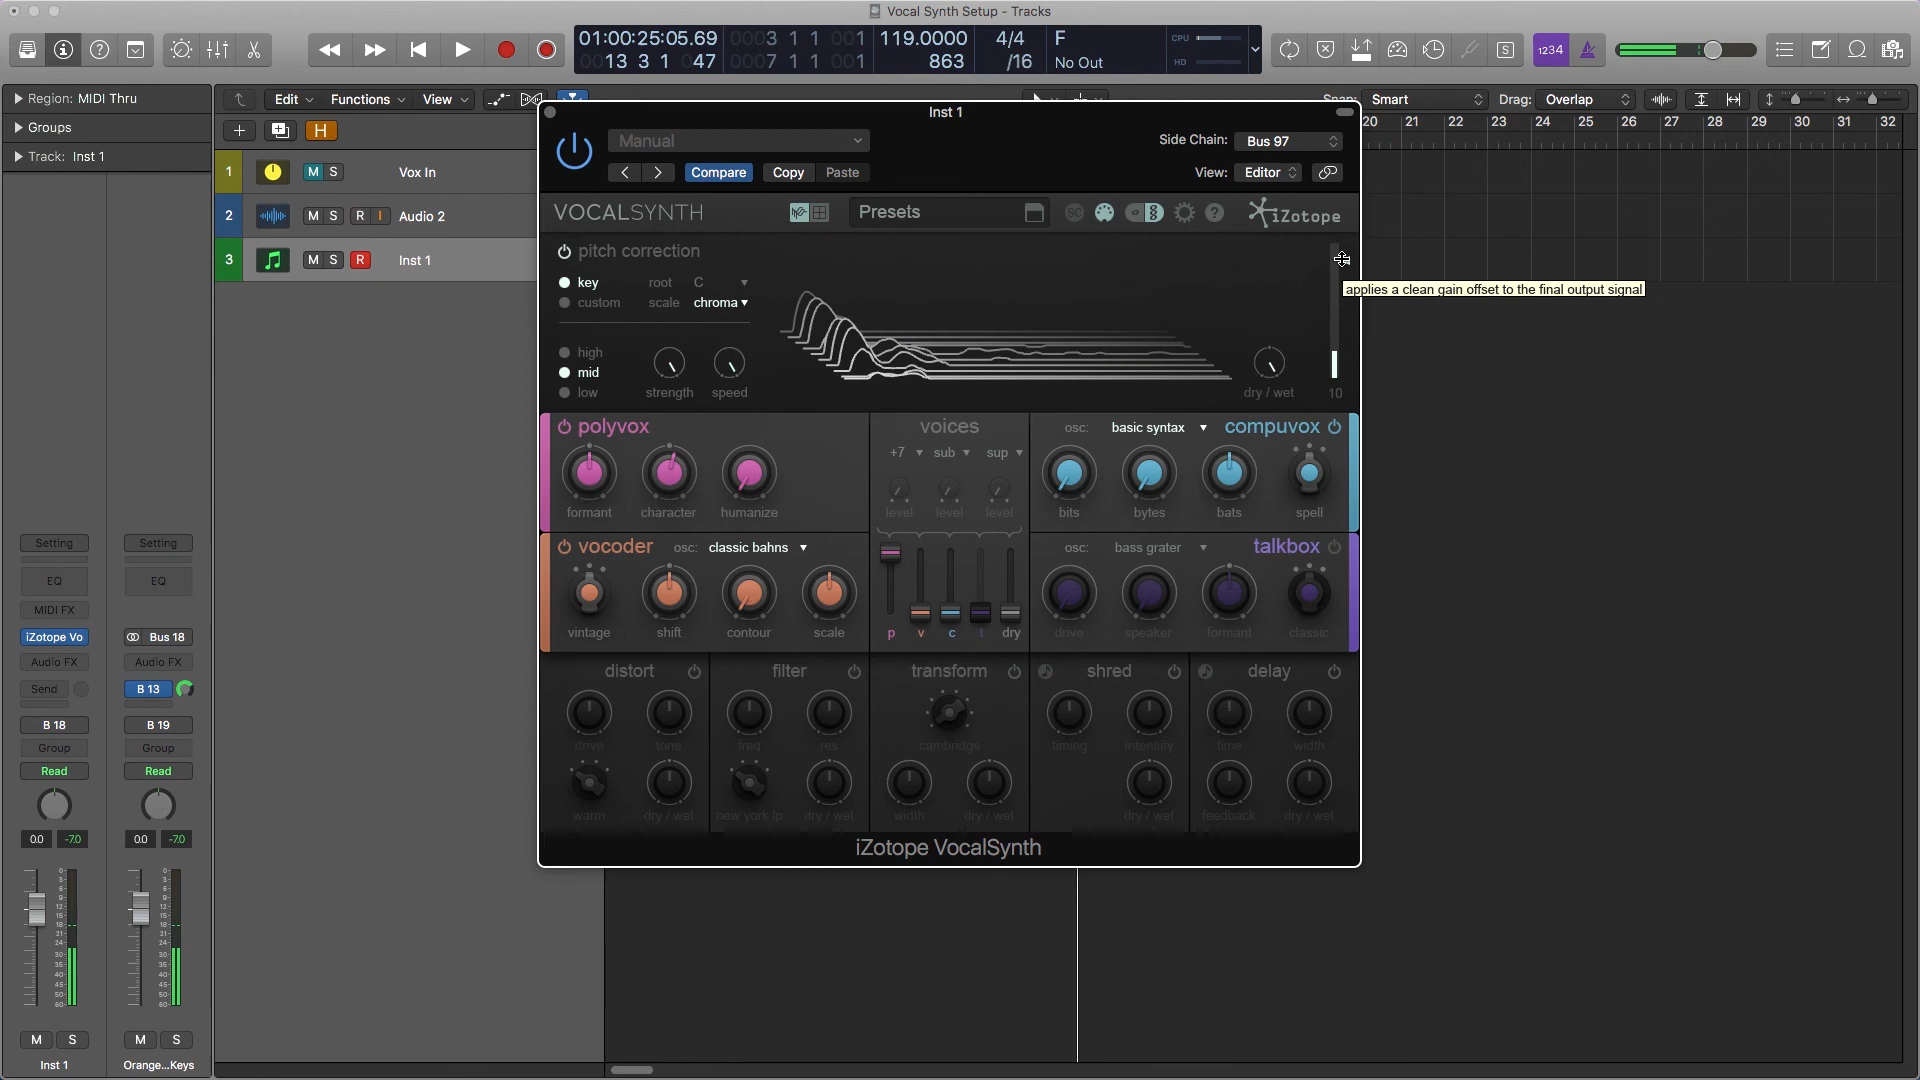 Vocal Synth Setup - Tracks
01:00:25:05.69 0003 1 1 001 119.0000 4/4 F CPU
0013 3 1 047 0007 1 1 001 863 /16 No Out HD
1234
Region: MIDI Thru
Groups
Track: Inst 1
Edit Functions View
Snap: Smart Drag: Overlap
H
20 21 22 23 24 25 26 27 28 29 30 31 32
1 M S Vox In
2 M S R I Audio 2
3 M S R Inst 1
Inst 1
Manual
Side Chain: Bus 97
Compare Copy Paste
View: Editor
VOCALSYNTH Presets SC ? iZotope
pitch correction
key root C
custom scale chroma
high
mid
low
strength speed
dry / wet 10
applies a clean gain offset to the final output signal
polyvox
formant character humanize
voices
+7 sub sup
level level level
osc: basic syntax compuvox
bits bytes bats spell
vocoder osc: classic bahns
vintage shift contour scale
p v c t dry
osc: bass grater talkbox
drive speaker formant classic
distort filter transform shred delay
drive tone freq res cambridge timing intensity time width
warm dry / wet new york lp dry / wet width dry / wet dry / wet feedback dry / wet
iZotope VocalSynth
Setting Setting
EQ EQ
MIDI FX
iZotope Vo Bus 18
Audio FX Audio FX
Send B 13
B 18 B 19
Group Group
Read Read
0.0 -7.0 0.0 -7.0
M S M S
Inst 1 Orange...Keys